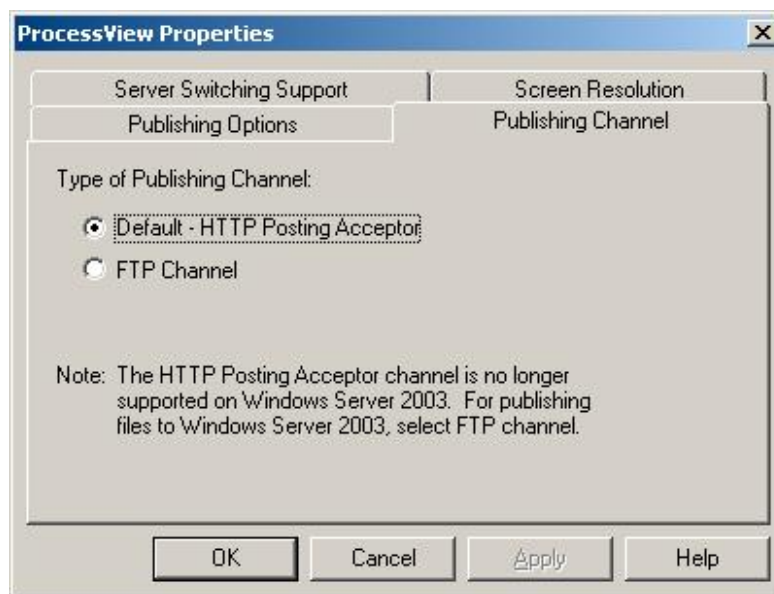 ProcessView Properties
Server Switching Support
Screen Resolution
Publishing Options
Publishing Channel
Type of Publishing Channel:
Default - HTTP Posting Acceptor
FTP Channel
Note: The HTTP Posting Acceptor channel is no longer
supported on Windows Server 2003. For publishing
files to Windows Server 2003, select FTP channel.
OK
Cancel
Apply
Help